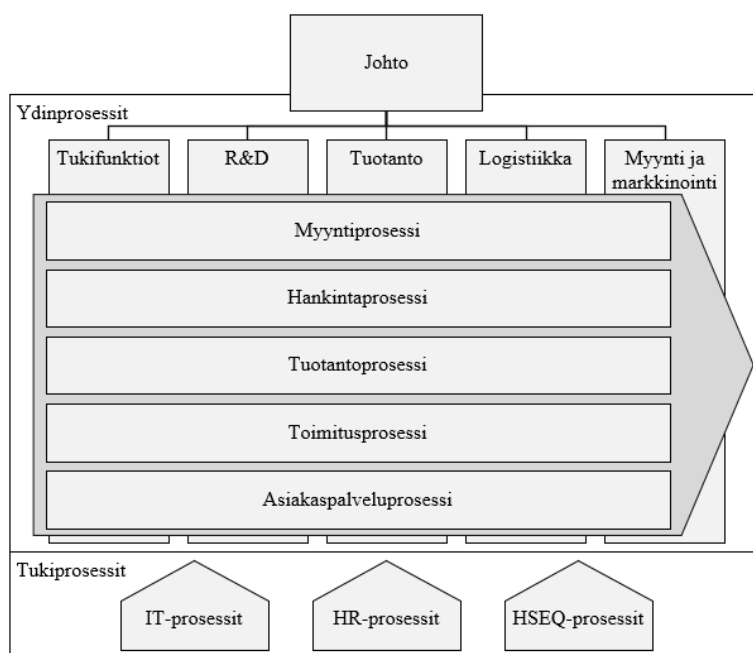 Johto
Ydinprosessit
Tukifunktiot
R&D
Tuotanto
Logistiikka
Myynti ja
markkinointi
Myyntiprosessi
Hankintaprosessi
Tuotantoprosessi
Toimitusprosessi
Asiakaspalveluprosessi
Tukiprosessit
IT-prosessit
HR-prosessit
HSEQ-prosessit